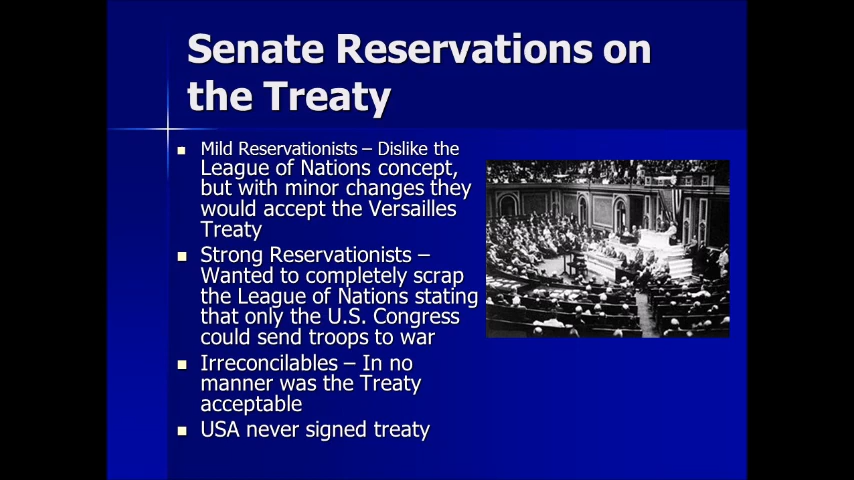 Senate Reservations on
the Treaty
Mild Reservationists – Dislike the
League of Nations concept,
but with minor changes they
would accept the Versailles
Treaty
Strong Reservationists –
Wanted to completely scrap
the League of Nations stating
that only the U.S. Congress
could send troops to war
Irreconcilables – In no
manner was the Treaty
acceptable
USA never signed treaty